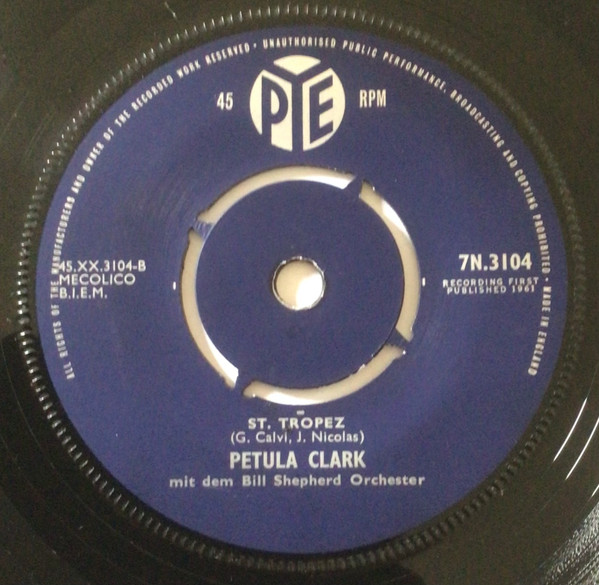 ALL RIGHTS OF THE MANUFACTURERS AND OWNER OF THE RECORDED WORK RESERVED • UNAUTHORISED PUBLIC PERFORMANCE, BROADCASTING AND COPYING PROHIBITED • MADE IN ENGLAND
45 PYE RPM
45.XX.3104-B
MECOLICO
B.I.E.M.
7N.3104
RECORDING FIRST
PUBLISHED 1961
ST. TROPEZ
(G. Calvi, J. Nicolas)
PETULA CLARK
mit dem Bill Shepherd Orchester